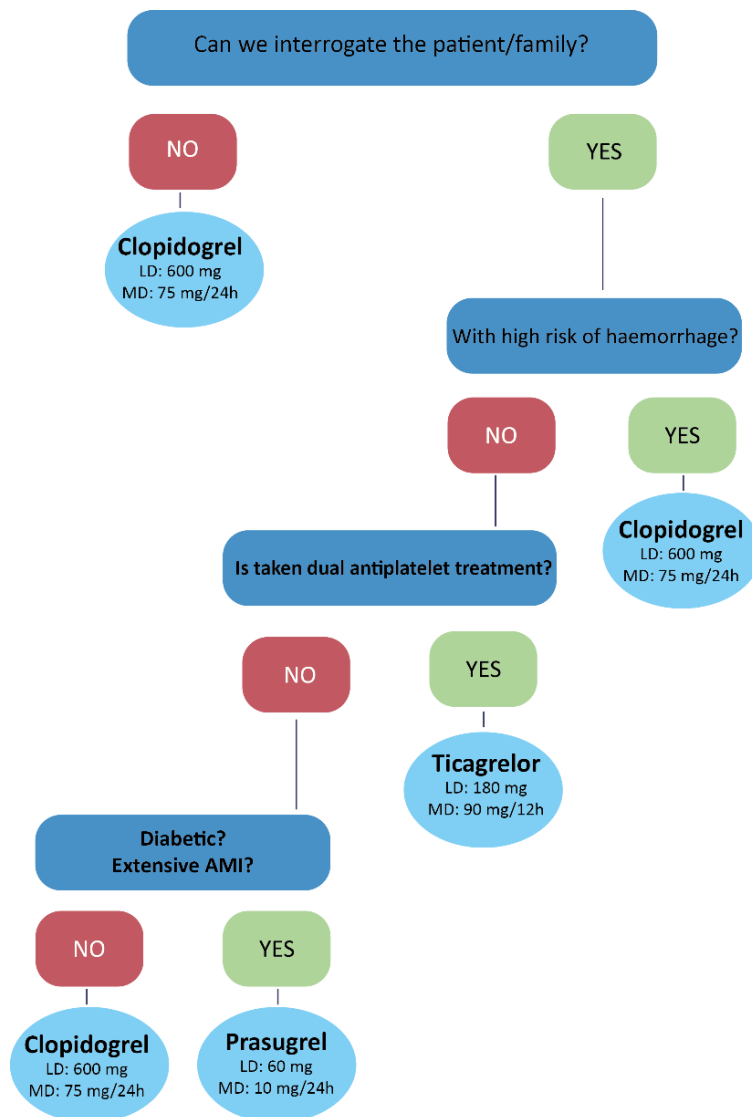 Can we interrogate the patient/family?
NO
YES
Clopidogrel
LD: 600 mg
MD: 75 mg/24h
With high risk of haemorrhage?
NO
YES
Clopidogrel
LD: 600 mg
MD: 75 mg/24h
Is taken dual antiplatelet treatment?
NO
YES
Ticagrelor
LD: 180 mg
MD: 90 mg/12h
Diabetic?
Extensive AMI?
NO
YES
Clopidogrel
LD: 600 mg
MD: 75 mg/24h
Prasugrel
LD: 60 mg
MD: 10 mg/24h